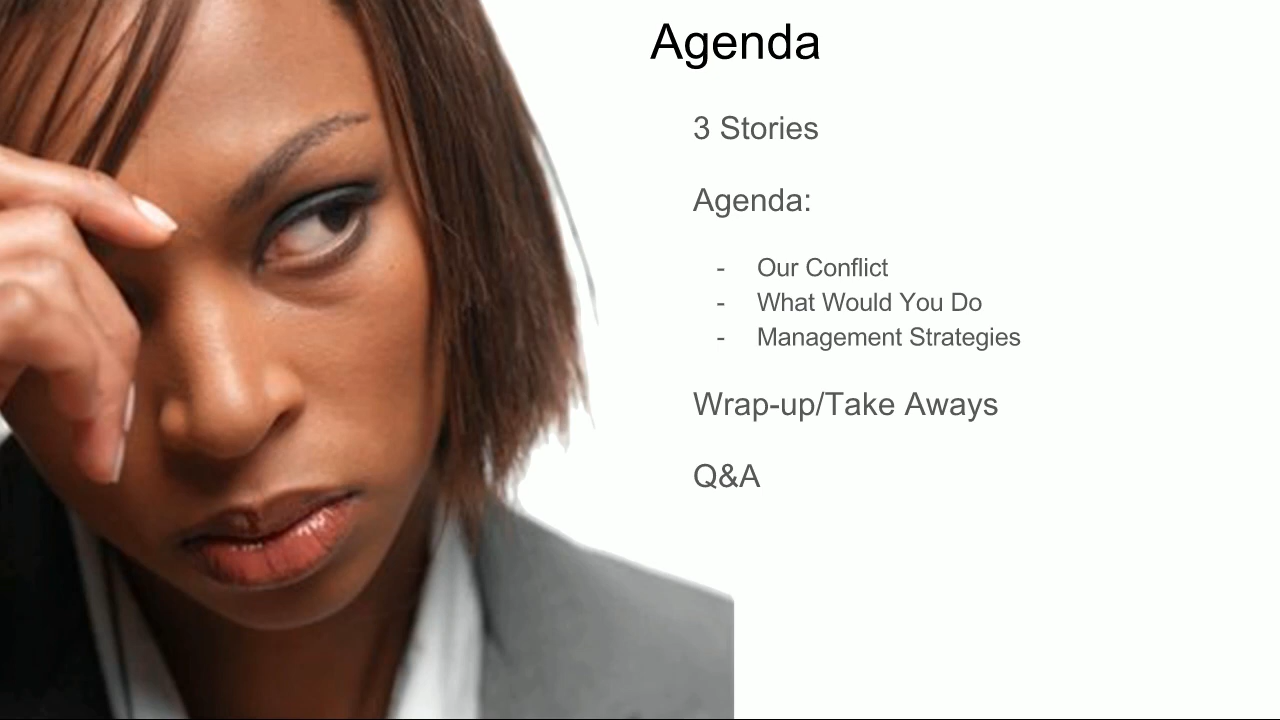 Agenda
3 Stories
Agenda:
- Our Conflict
- What Would You Do
- Management Strategies
Wrap-up/Take Aways
Q&A